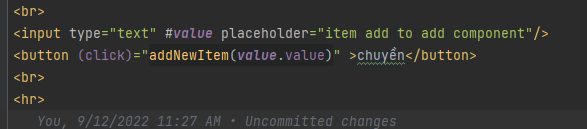 <br>
<input type="text" #value placeholder="item add to add component"/>
<button (click)="addNewItem(value.value)" >chuyền</button>
<br>
<hr>
You, 9/12/2022 11:27 AM • Uncommitted changes